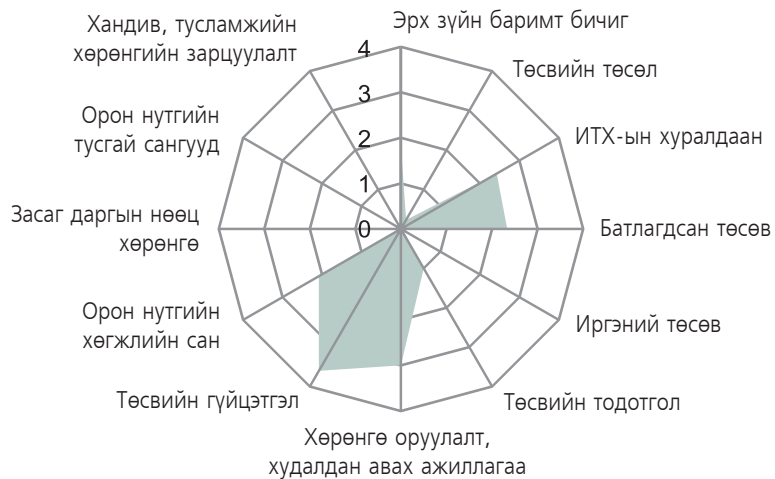 Эрх зүйн баримт бичиг
Төсвийн төсөл
ИТХ-ын хуралдаан
Батлагдсан төсөв
Иргэний төсөв
Төсвийн тодотгол
Хөрөнгө оруулалт,
худалдан авах ажиллагаа
Төсвийн гүйцэтгэл
Орон нутгийн
хөгжлийн сан
Засаг даргын нөөц
хөрөнгө
Орон нутгийн
тусгай сангууд
Хандив, тусламжийн
хөрөнгийн зарцуулалт
4
3
2
1
0